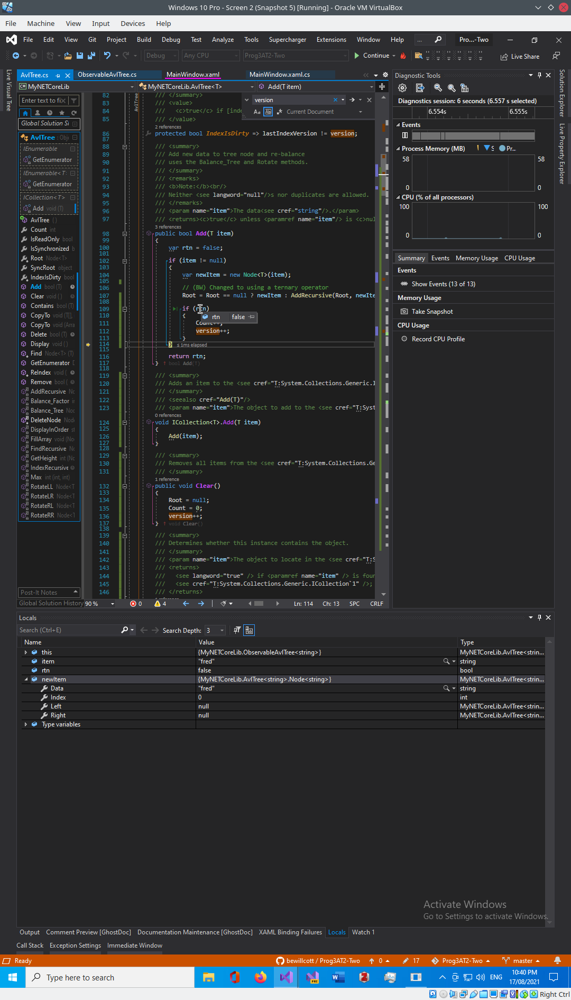 Windows 10 Pro - Screen 2 (Snapshot 5) [Running] - Oracle VM VirtualBox
File Machine View Input Devices Help
File Edit View Git Project Build Debug Test Analyze Tools Supercharger Extensions Window Help ... Pro...-Two
Debug Any CPU Prog3AT2-Two Continue Live Share
Live Visual Tree
AvlTree.cs ObservableAvlTree.cs MainWindow.xaml MainWindow.xaml.cs
MyNETCoreLib MyNETCoreLib.AvlTree<T> Add(T item)
Enter text to fi
Global Solution S
AvlTree : Obj
IEnumerable
GetEnumerator
IEnumerable<T
GetEnumerator
ICollection<T>
Add void (T)
AvlTree ()
Count int
IsReadOnly bool
IsSynchronized b
Root Node<T>
SyncRoot object
IndexIsDirty bool
Add bool (T)
Clear void ()
Contains bool (T)
CopyTo void (T[],
CopyTo void (Arra
Delete bool (T)
Display void ()
Find Node<T> (T)
GetEnumerator
ReIndex void (
Remove bool (
AddRecursive No
Balance_Factor in
Balance_Tree Noc
DeleteNode Node
DisplayInOrder st
FillArray void (No
FindRecursive
GetHeight int (Nc
IndexRecursive
Max int (int, int)
RotateLL Node<T
RotateLR Node<T
RotateRL Node<T
RotateRR Node<T
Post-It Notes
Global Solution History
version
Aa Current Document
82 /// </summary>
83 /// <value>
84 /// <c>true</c> if [inde
85 /// </value>
2 references
86 protected bool IndexIsDirty => lastIndexVersion != version;
87
88 /// <summary>
89 /// Add new data to tree node and re-balance
90 /// uses the Balance_Tree and Rotate methods.
91 /// </summary>
92 /// <remarks>
93 /// <b>Note:</b><br/>
94 /// Neither <see langword="null"/>s nor duplicates are allowed.
95 /// </remarks>
96 /// <param name="item">The data<see cref="string"/>.</param>
97 /// <returns><c>true</c> unless <paramref name="item"/> is <c>nul
3 references
98 public bool Add(T item)
99 {
100 var rtn = false;
101
102 if (item != null)
103 {
104 var newItem = new Node<T>(item);
105
106 // (BW) Changed to using a ternary operator
107 Root = Root == null ? newItem : AddRecursive(Root, newIte
108
109 if (rtn)
110 {
rtn false
111 Count++;
112 version++;
113 }
114 } ≤ 1ms elapsed
115
116 return rtn;
117 } ↑ bool Add(T)
118
119 /// <summary>
120 /// Adds an item to the <see cref="T:System.Collections.Generic.I
121 /// </summary>
122 /// <seealso cref="Add(T)"/>
123 /// <param name="item">The object to add to the <see cref="T:Syst
0 references
124 void ICollection<T>.Add(T item)
125 {
126 Add(item);
127 }
128
129 /// <summary>
130 /// Removes all items from the <see cref="T:System.Collections.Ge
131 /// </summary>
1 reference
132 public void Clear()
133 {
134 Root = null;
135 Count = 0;
136 version++;
137 } ↑ void Clear()
138
139 /// <summary>
140 /// Determines whether this instance contains the object.
141 /// </summary>
142 /// <param name="item">The object to locate in the <see cref="T:S
143 /// <returns>
144 /// <see langword="true" /> if <paramref name="item" /> is foun
145 /// <see cref="T:System.Collections.Generic.ICollection`1" />;
146 /// </returns>
90 % 0 4 Ln: 114 Ch: 13 SPC CRLF
Diagnostic Tools
Diagnostics session: 6 seconds (6.557 s selected)
6.554s 6.555s
Events
Process Memory (MB) S Pr...
58 58
0 0
CPU (% of all processors)
100 100
0 0
Summary Events Memory Usage CPU Usage
Events
Show Events (13 of 13)
Memory Usage
Take Snapshot
CPU Usage
Record CPU Profile
Solution Explorer
Live Property Explorer
Locals
Search (Ctrl+E) Search Depth: 3
Name Value Type
this {MyNETCoreLib.ObservableAvlTree<string>} MyNETCoreLib.AvlTree<strin...
item "fred" string
rtn false bool
newItem {MyNETCoreLib.AvlTree<string>.Node<string>} MyNETCoreLib.AvlTree<strin...
Data "fred" string
Index 0 int
Left null MyNETCoreLib.AvlTree<strin...
Right null MyNETCoreLib.AvlTree<strin...
Type variables
Activate Windows
Go to Settings to activate Windows.
Output Comment Preview [GhostDoc] Documentation Maintenance [GhostDoc] XAML Binding Failures Locals Watch 1
Call Stack Exception Settings Immediate Window
Ready bewillcott / Prog3AT2-Two 0 17 Prog3AT2-Two master
Type here to search ENG 10:40 PM
17/08/2021
Right Ctrl